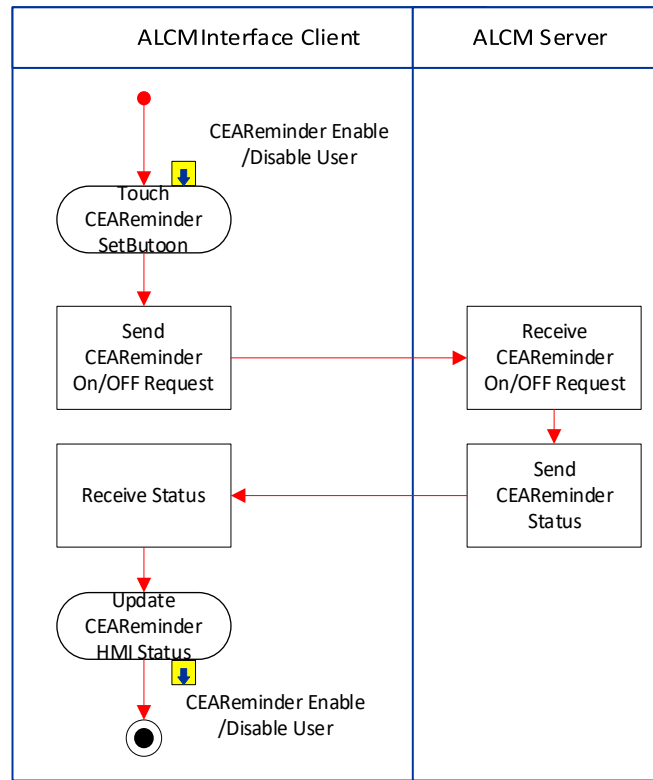 ALCMInterface Client
ALCM Server
CEAReminder Enable
/Disable User
Touch
CEAReminder
SetButoon
Send
CEAReminder
On/OFF Request
Receive
CEAReminder
On/OFF Request
Send
CEAReminder
Status
Receive Status
Update
CEAReminder
HMI Status
CEAReminder Enable
/Disable User